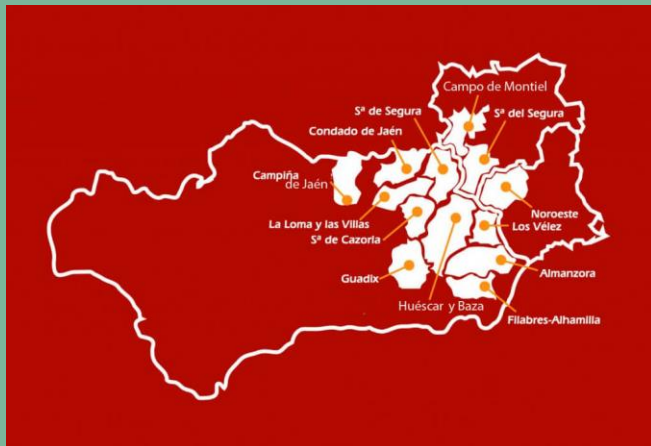 Campo de Montiel
Sª de Segura
Sª del Segura
Condado de Jaén
Campiña
de Jaén
La Loma y las Villas
Sª de Cazorla
Noroeste
Los Vélez
Guadix
Almanzora
Huéscar y Baza
Filabres-Alhamilla